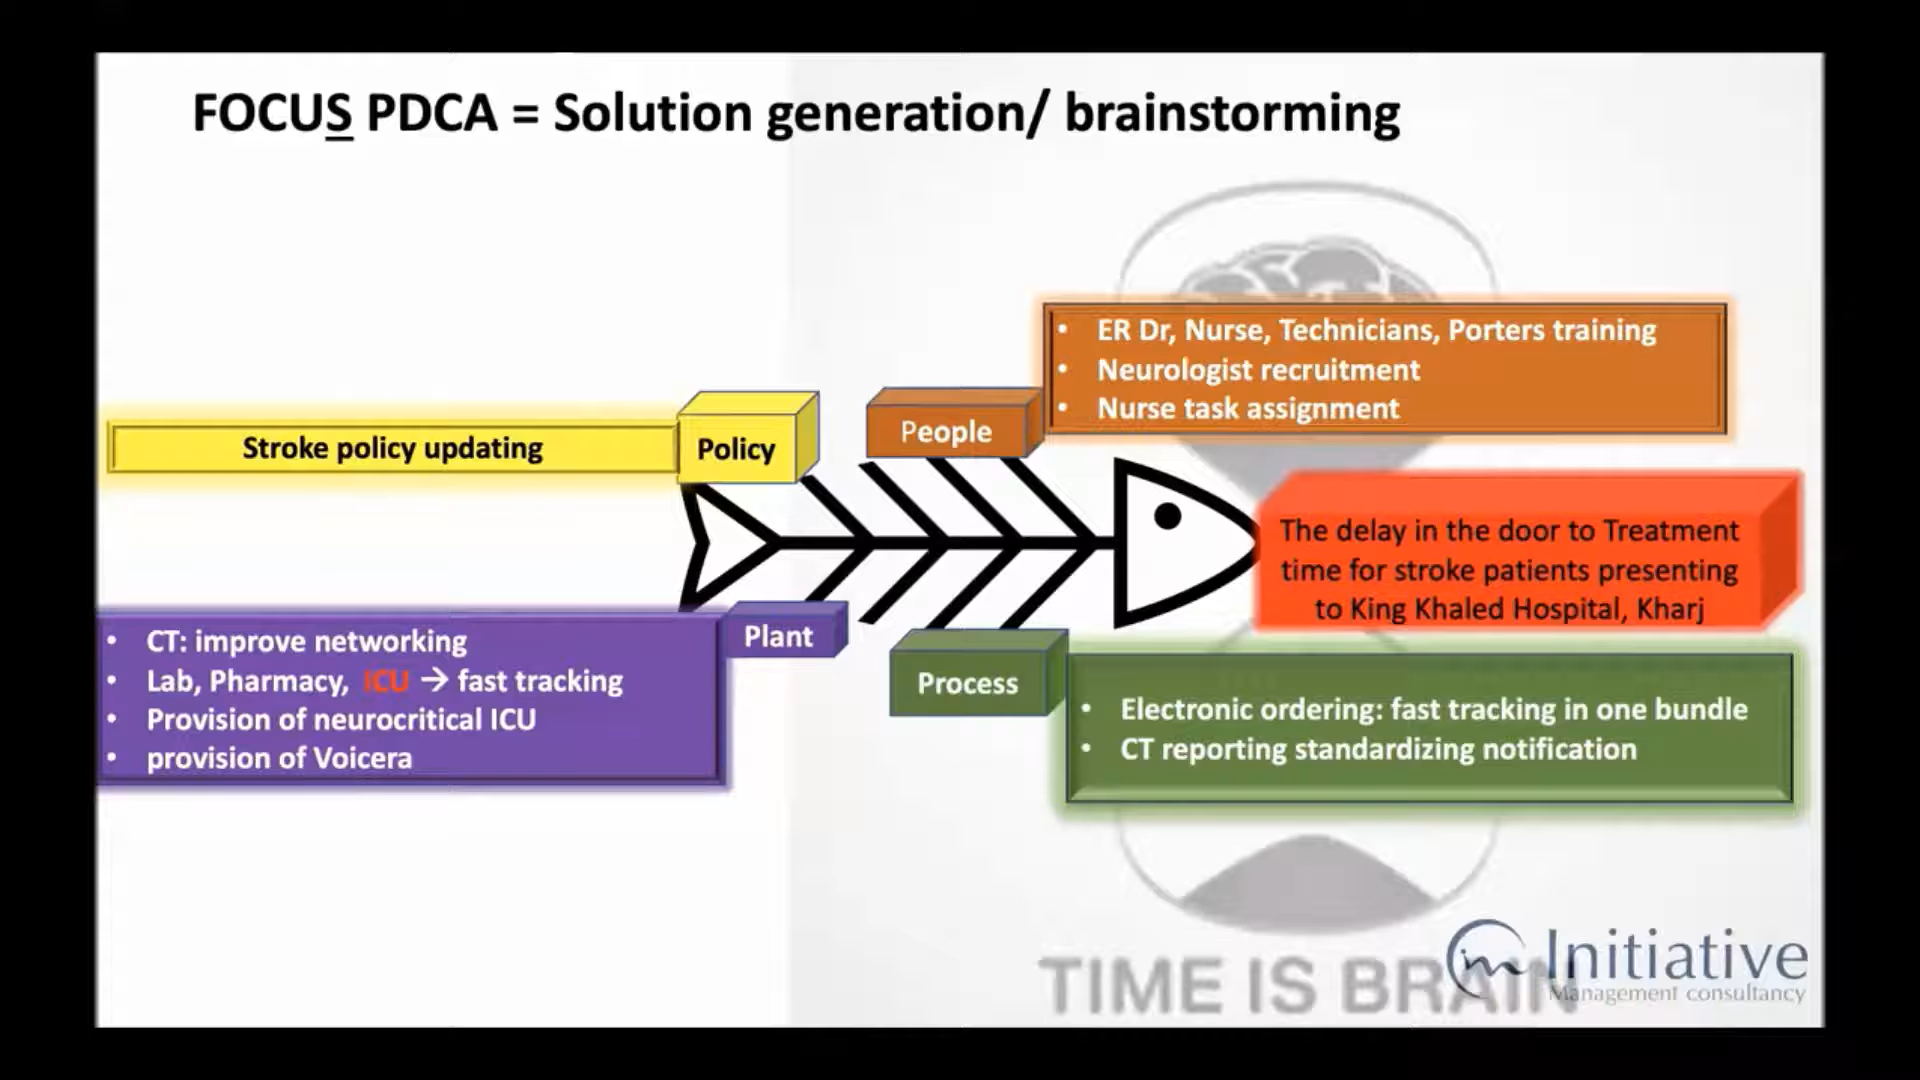 FOCUS PDCA = Solution generation/ brainstorming
• ER Dr, Nurse, Technicians, Porters training
• Neurologist recruitment
• Nurse task assignment
People
Stroke policy updating
Policy
The delay in the door to Treatment
time for stroke patients presenting
to King Khaled Hospital, Kharj
• CT: improve networking
• Lab, Pharmacy, ICU → fast tracking
• Provision of neurocritical ICU
• provision of Voicera
Plant
Process
• Electronic ordering: fast tracking in one bundle
• CT reporting standardizing notification
TIME IS BRAIN
Initiative
Management consultancy